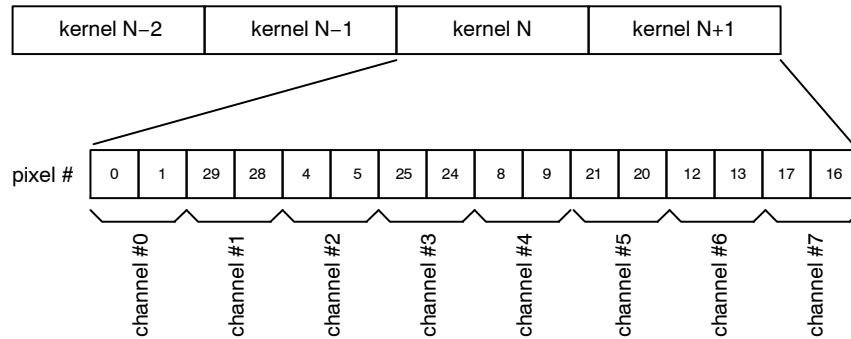 kernel N−2 kernel N−1 kernel N kernel N+1
pixel # 0 1 29 28 4 5 25 24 8 9 21 20 12 13 17 16
channel #0
channel #1
channel #2
channel #3
channel #4
channel #5
channel #6
channel #7